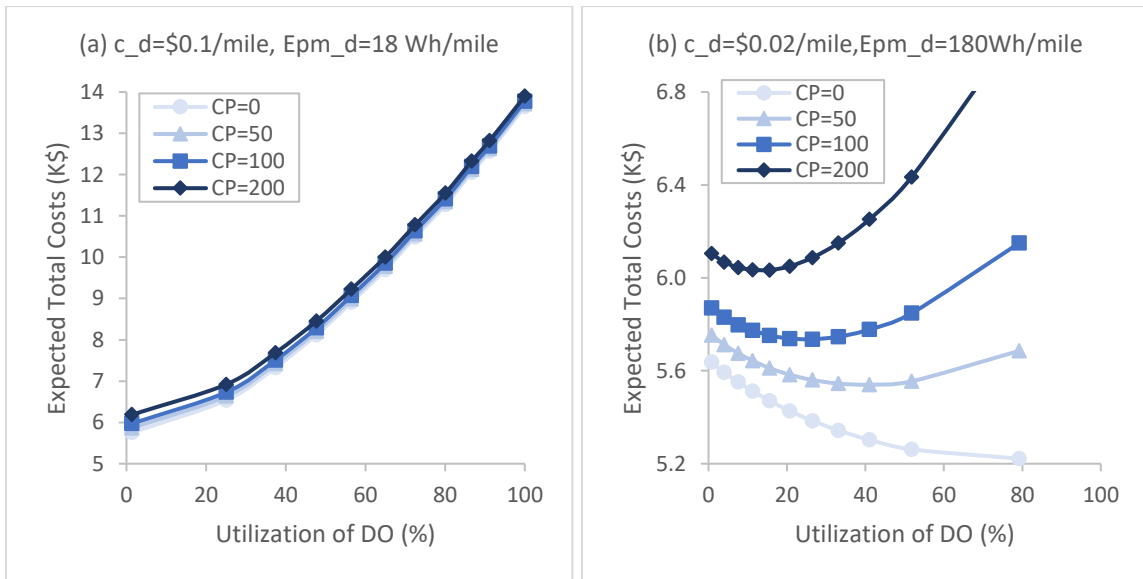 (a) c_d=$0.1/mile, Epm_d=18 Wh/mile
CP=0
CP=50
CP=100
CP=200
Expected Total Costs (K$)
14
13
12
11
10
9
8
7
6
5
0
20
40
60
80
100
Utilization of DO (%)
(b) c_d=$0.02/mile,Epm_d=180Wh/mile
CP=0
CP=50
CP=100
CP=200
Expected Total Costs (K$)
6.8
6.4
6.0
5.6
5.2
0
20
40
60
80
100
Utilization of DO (%)